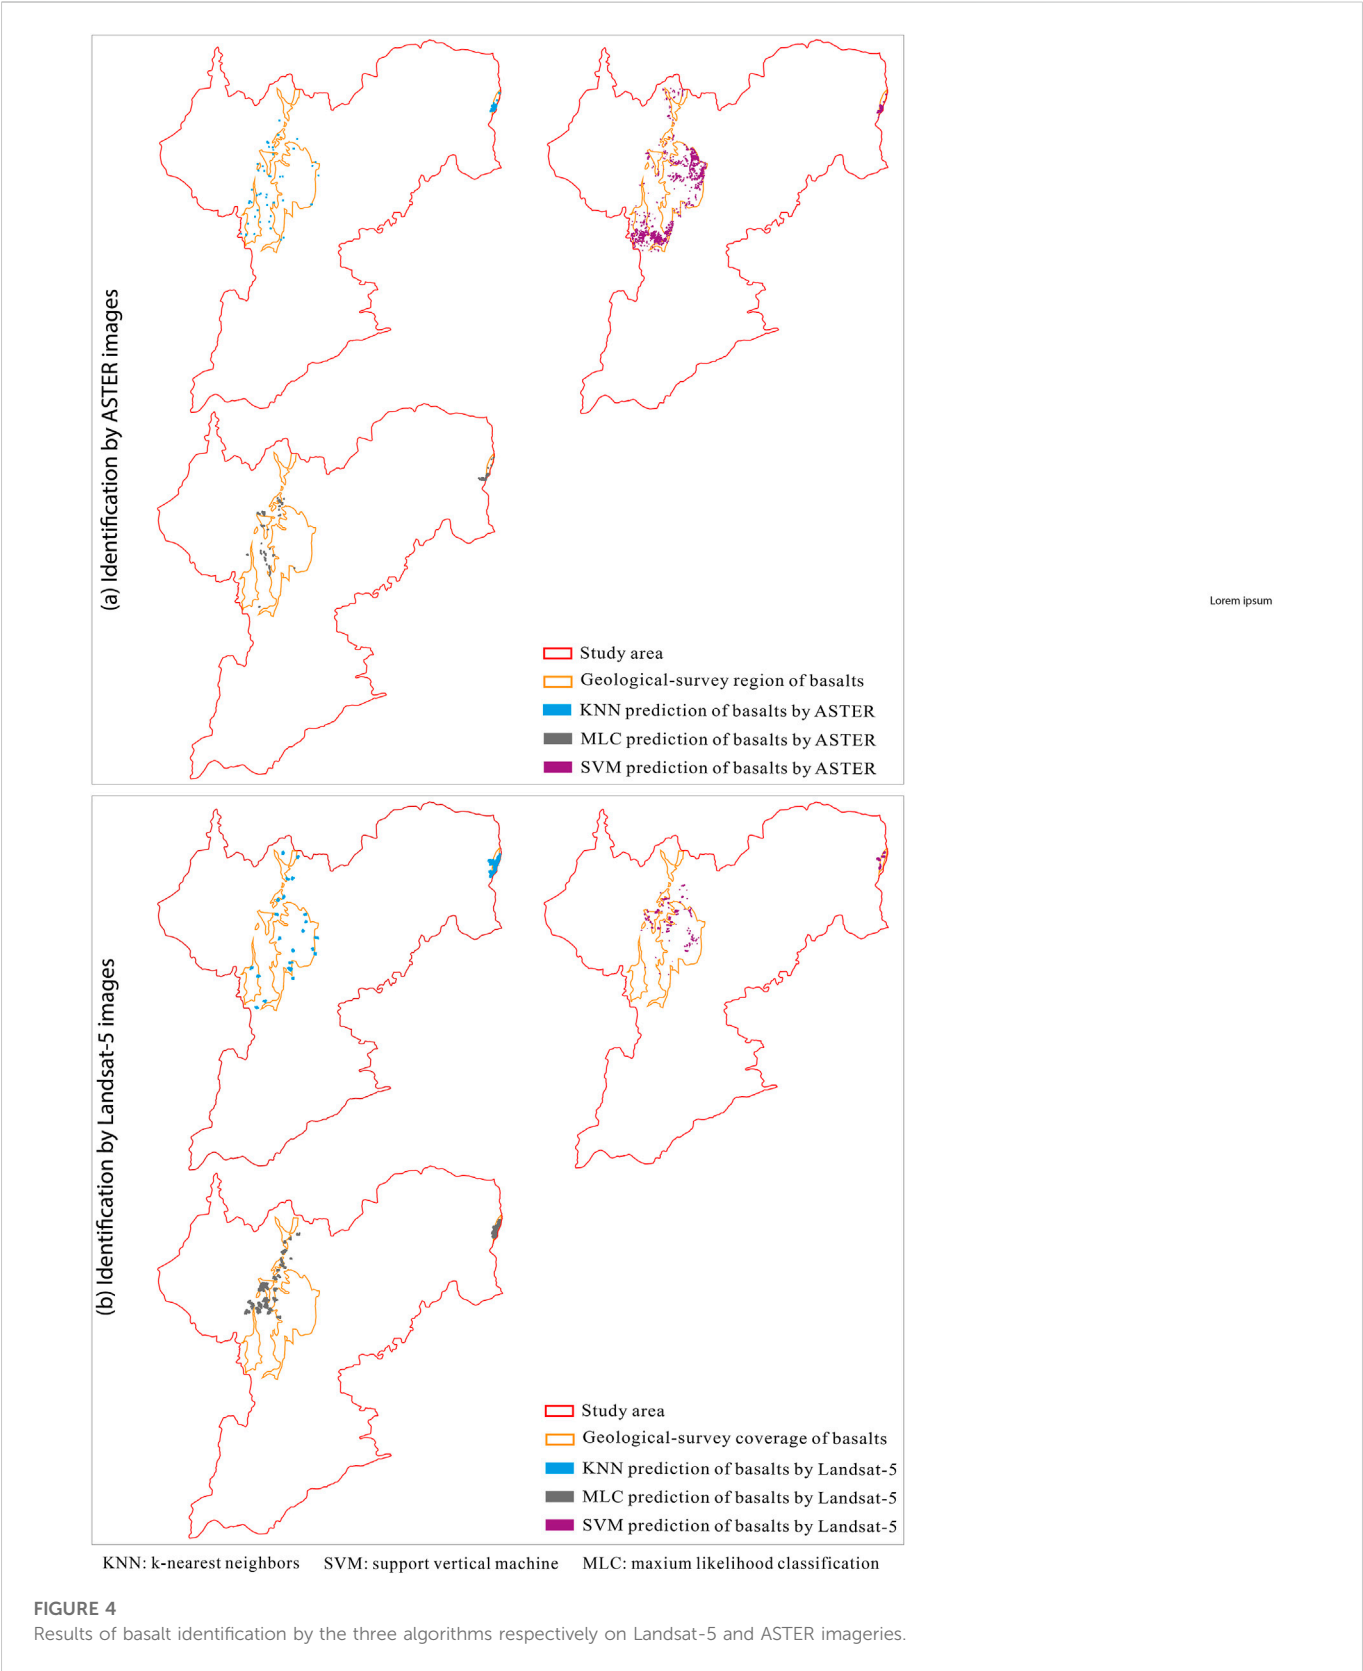 (a) Identification by ASTER images
Study area
Geological-survey region of basalts
KNN prediction of basalts by ASTER
MLC prediction of basalts by ASTER
SVM prediction of basalts by ASTER
Lorem ipsum
(b) Identification by Landsat-5 images
Study area
Geological-survey coverage of basalts
KNN prediction of basalts by Landsat-5
MLC prediction of basalts by Landsat-5
SVM prediction of basalts by Landsat-5
KNN: k-nearest neighbors SVM: support vertical machine MLC: maxium likelihood classification
FIGURE 4
Results of basalt identification by the three algorithms respectively on Landsat-5 and ASTER imageries.